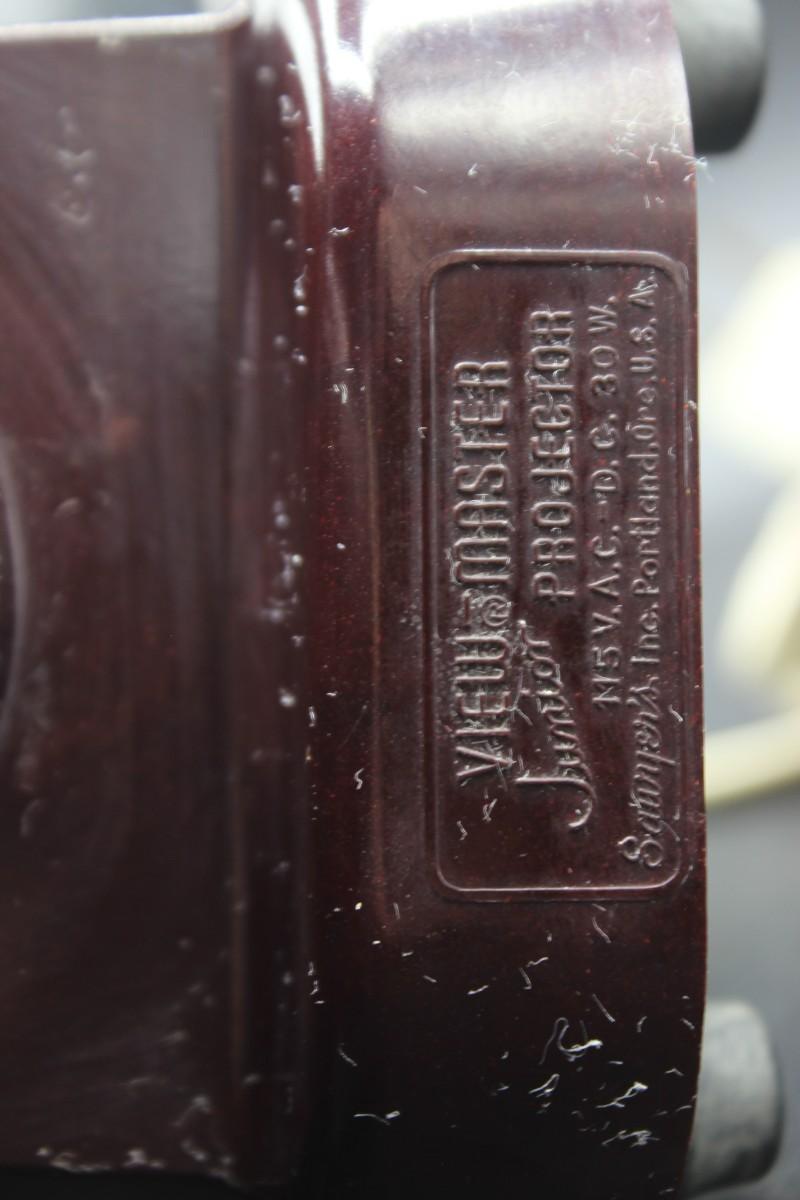 VIEW-MASTER®
Junior PROJECTOR
115 V. A.C. - D.C. 30 W.
Sawyer's Inc. Portland, Ore, U.S.A.